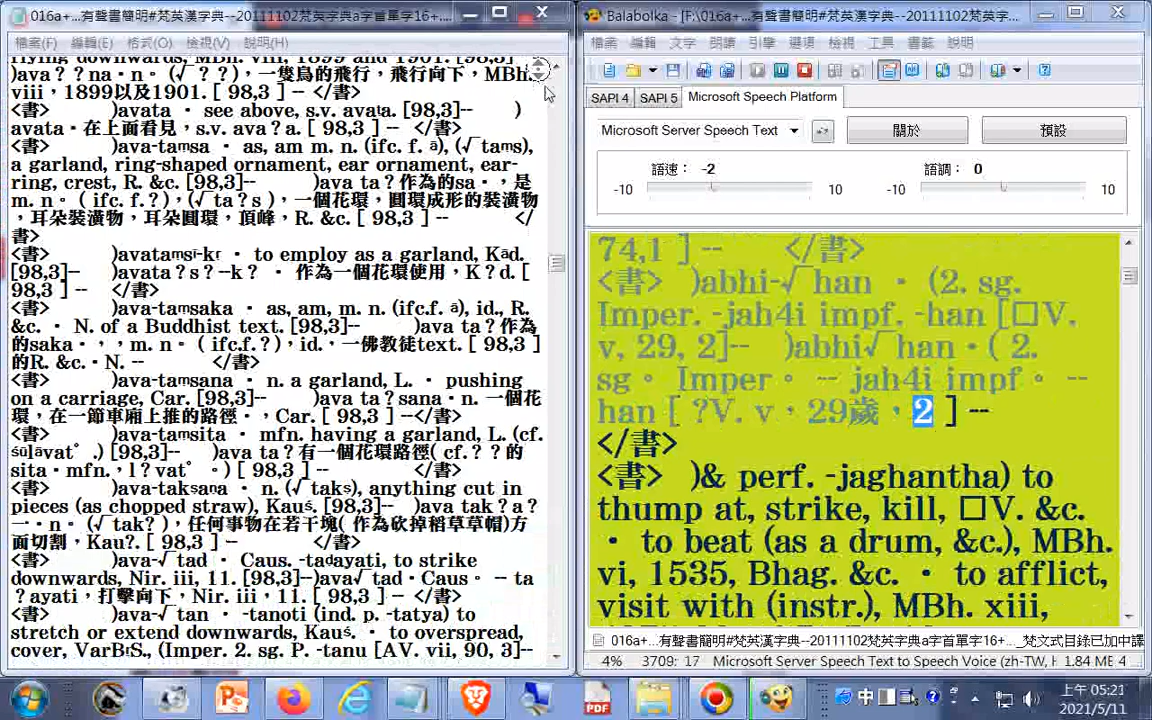 016a+...有聲書簡明#梵英漢字典--20111102梵英字典a字首單字16+...
檔案(F) 編輯(E) 格式(O) 檢視(V) 說明(H)
flying downwards, MBh. viii, 1899 and 1901. [98,3]--
)ava？？na‧n。(√？？)，一隻鳥的飛行，飛行向下，MBh.
viii，1899以及1901. [ 98,3 ] -- </書>
<書> )avata ‧ see above, s.v. avaṭa. [98,3]-- )
avata‧在上面看見，s.v. ava？a. [ 98,3 ] -- </書>
<書> )ava-tamsa ‧ as, am m. n. (ifc. f. ā), (√tams),
a garland, ring-shaped ornament, ear ornament, ear-
ring, crest, R. &c. [98,3]-- )ava ta？作為的sa‧，是
m. n。( ifc. f.？)，(√ta？s )，一個花環，圓環成形的裝潢物
，耳朵裝潢物，耳朵圓環，頂峰，R. &c. [ 98,3 ] -- </
書>
<書> )avatamsī-kr ‧ to employ as a garland, Kād.
[98,3]-- )avata？s？--k？ ‧ 作為一個花環使用，K？d. [
98,3 ] -- </書>
<書> )ava-tamsaka ‧ as, am, m. n. (ifc.f. ā), id., R.
&c. ‧ N. of a Buddhist text. [98,3]-- )ava ta？作為
的saka‧，，m. n。( ifc.f.？)，id.，一佛教徒text. [ 98,3 ]
的R. &c.‧N. -- </書>
<書> )ava-tamsana ‧ n. a garland, L. ‧ pushing
on a carriage, Car. [98,3]-- )ava ta？sana‧n. 一個花
環，在一節車廂上推的路徑‧，Car. [ 98,3 ] -- </書>
<書> )ava-tamsita ‧ mfn. having a garland, L. (cf.
śūlāvat゜.) [98,3]-- )ava ta？有一個花環路徑( cf.？？的
sita‧mfn.，l？vat゜。) [ 98,3 ] -- </書>
<書> )ava-taksana ‧ n. (√taks), anything cut in
pieces (as chopped straw), Kauś. [98,3]-- )ava tak？a？
一‧n。(√tak？)，任何事物在若干塊( 作為砍掉稻草草帽)方
面切割，Kau？. [ 98,3 ] -- </書>
<書> )ava-√tad ‧ Caus. -tadayati, to strike
downwards, Nir. iii, 11. [98,3]--)ava√tad‧Caus。 -- ta
？ayati，打擊向下，Nir. iii，11. [ 98,3 ] -- </書>
<書> )ava-√tan ‧ -tanoti (ind. p. -tatya) to
stretch or extend downwards, Kauś. ‧ to overspread,
cover, VarBṛS., (Imper. 2. sg. P. -tanu [AV. vii, 90, 3]--
Balabolka - [F:\016a+...有聲書簡明#梵英漢字典--20111102梵英字...
檔案 編輯 文字 朗讀 引擎 選項 檢視 工具 書籤 說明
SAPI 4 SAPI 5 Microsoft Speech Platform
Microsoft Server Speech Text 關於 預設
語速： -2 語調： 0
-10 10 -10 10
74,1 ] -- </書>
<書> )abhi-√han ‧ (2. sg.
Imper. -jah4i impf. -han [□V.
v, 29, 2]-- )abhi√han‧( 2.
sg。Imper。 -- jah4i impf。 --
han [ ?V. v，29歲，2 ] --
</書>
<書> )& perf. -jaghantha) to
thump at, strike, kill, □V. &c.
‧ to beat (as a drum, &c.), MBh.
vi, 1535, Bhag. &c. ‧ to afflict,
visit with (instr.), MBh. xiii,
016a+...有聲書簡明#梵英漢字典--20111102梵英字典a字首單字16+..._梵文式目錄已加中譯
4% 3709: 17 Microsoft Server Speech Text to Speech Voice (zh-TW, H 1.84 ME 4
中 上午 05:21
2021/5/11